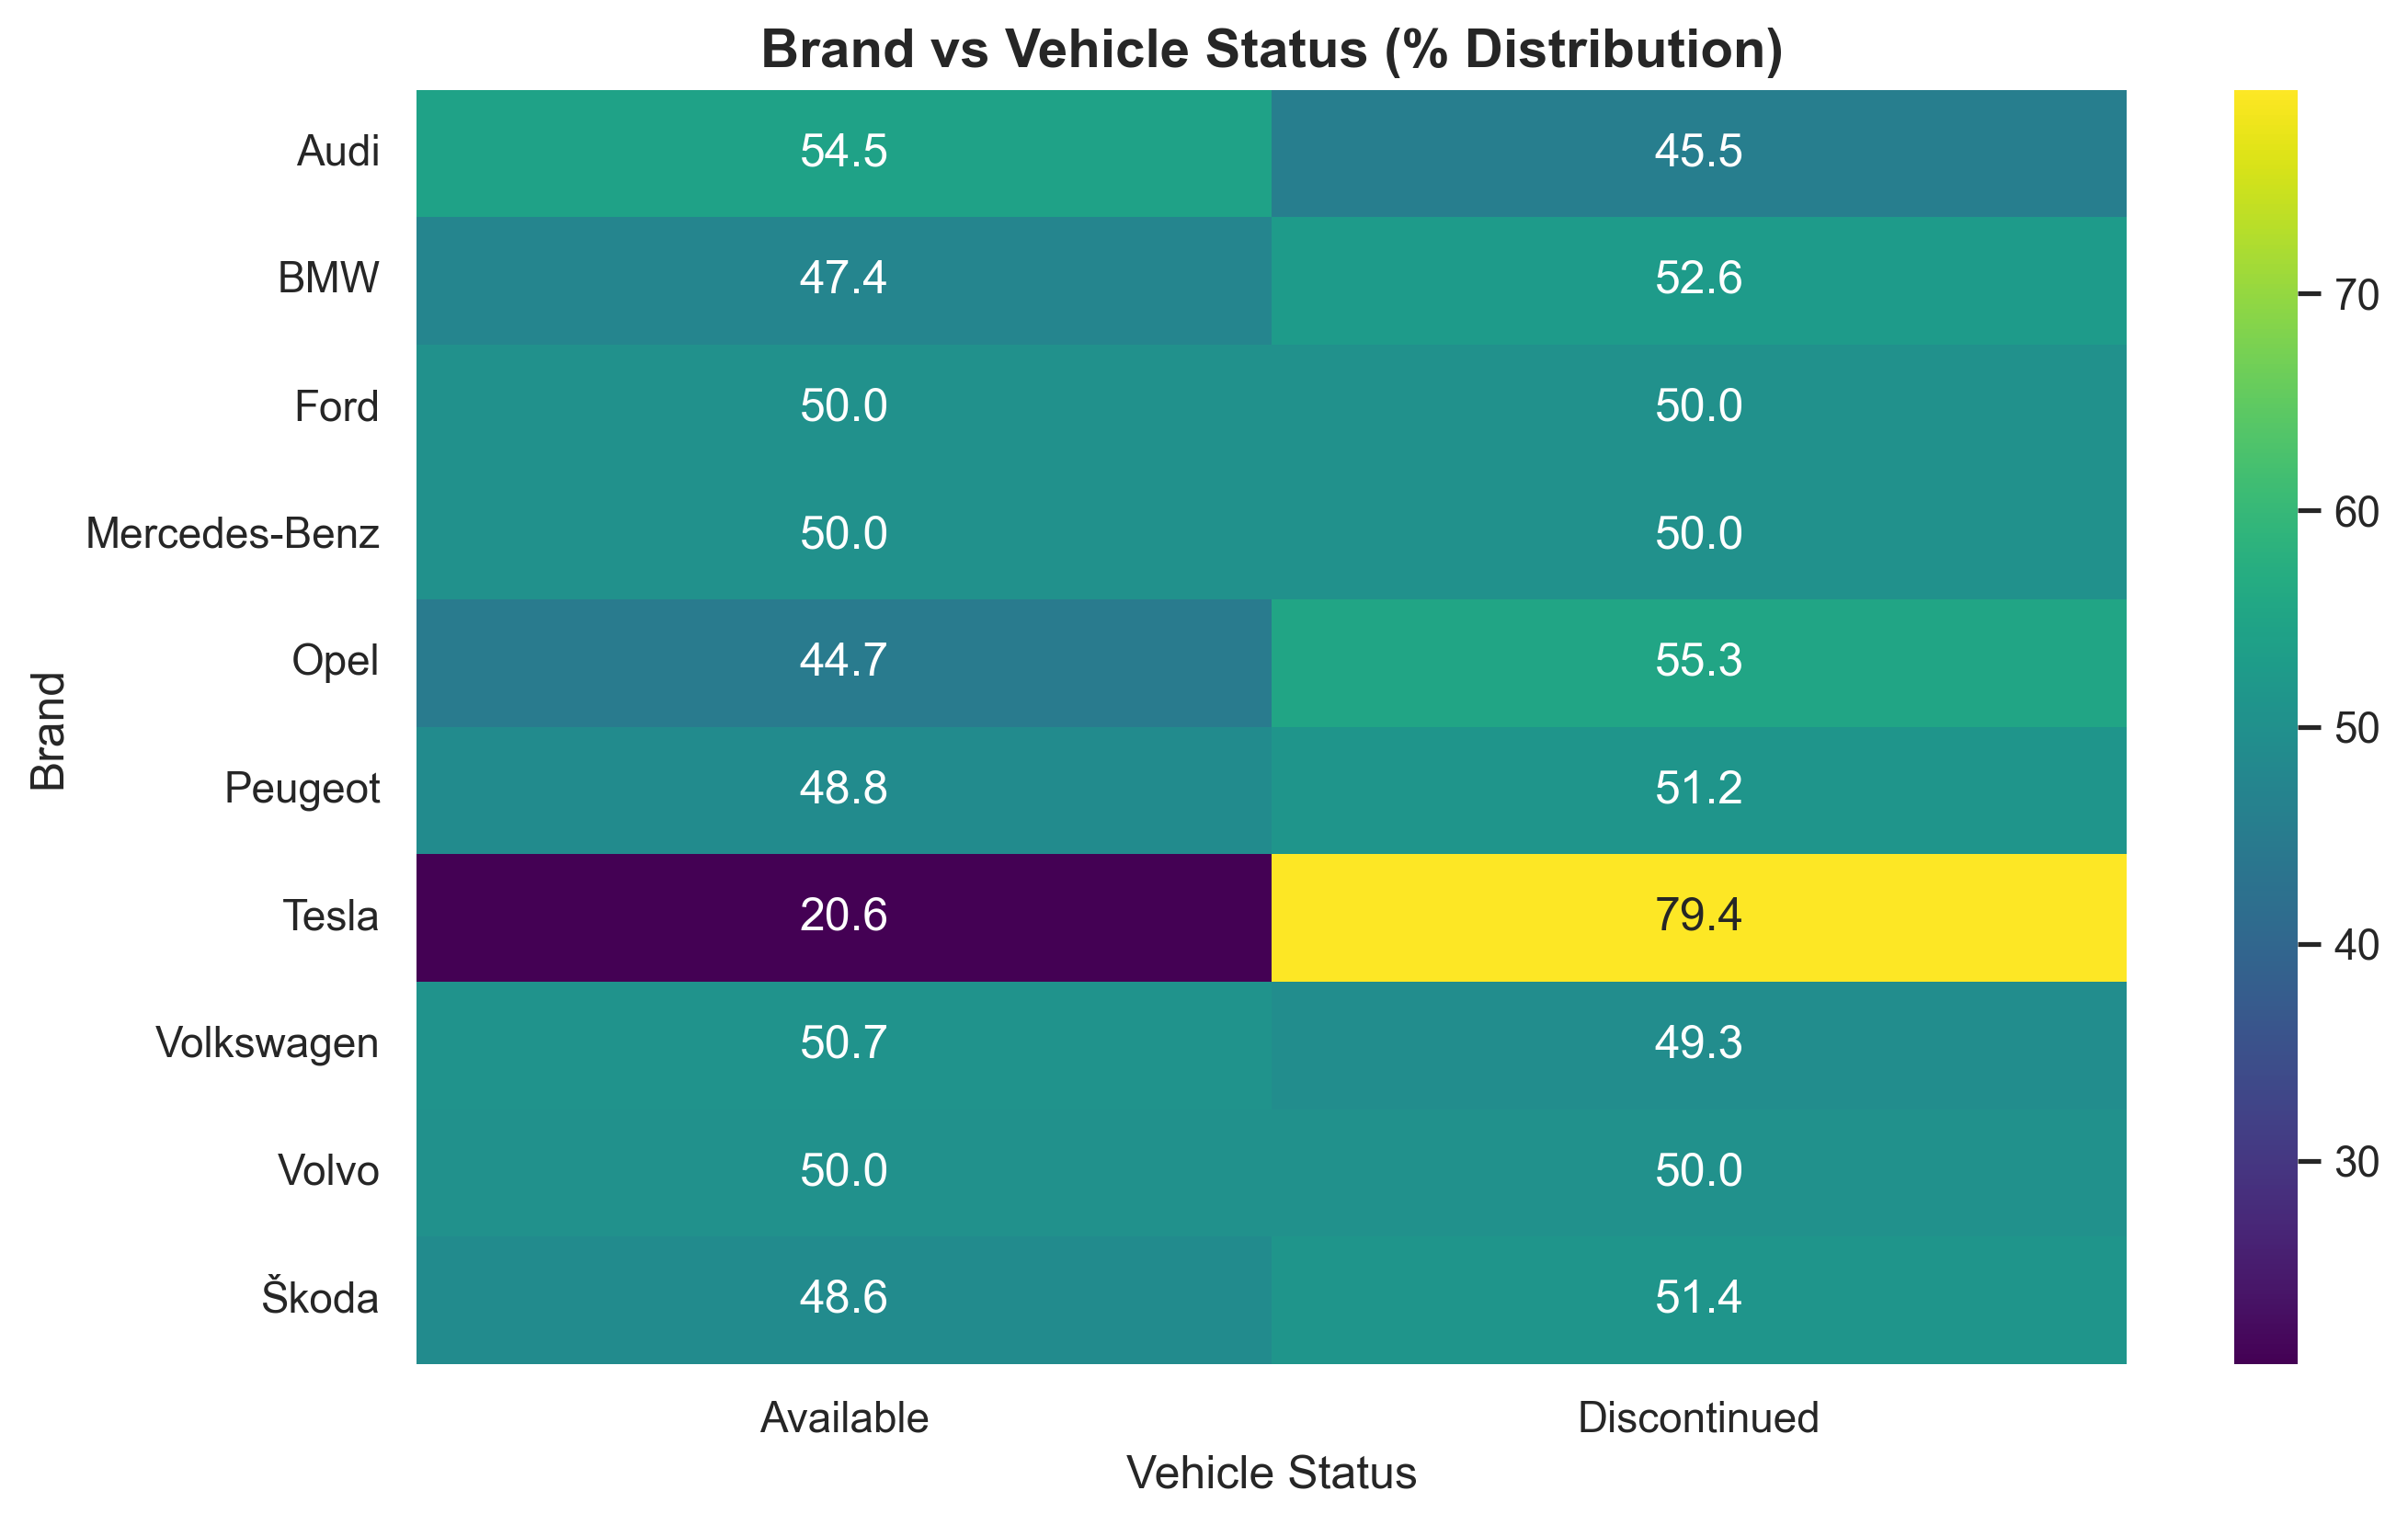 Brand vs Vehicle Status (% Distribution)
Audi 54.5 45.5
BMW 47.4 52.6
70
Ford 50.0 50.0
60
Mercedes-Benz 50.0 50.0
Opel 44.7 55.3
Brand
50
Peugeot 48.8 51.2
Tesla 20.6 79.4
40
Volkswagen 50.7 49.3
30
Volvo 50.0 50.0
Škoda 48.6 51.4
Available Discontinued
Vehicle Status